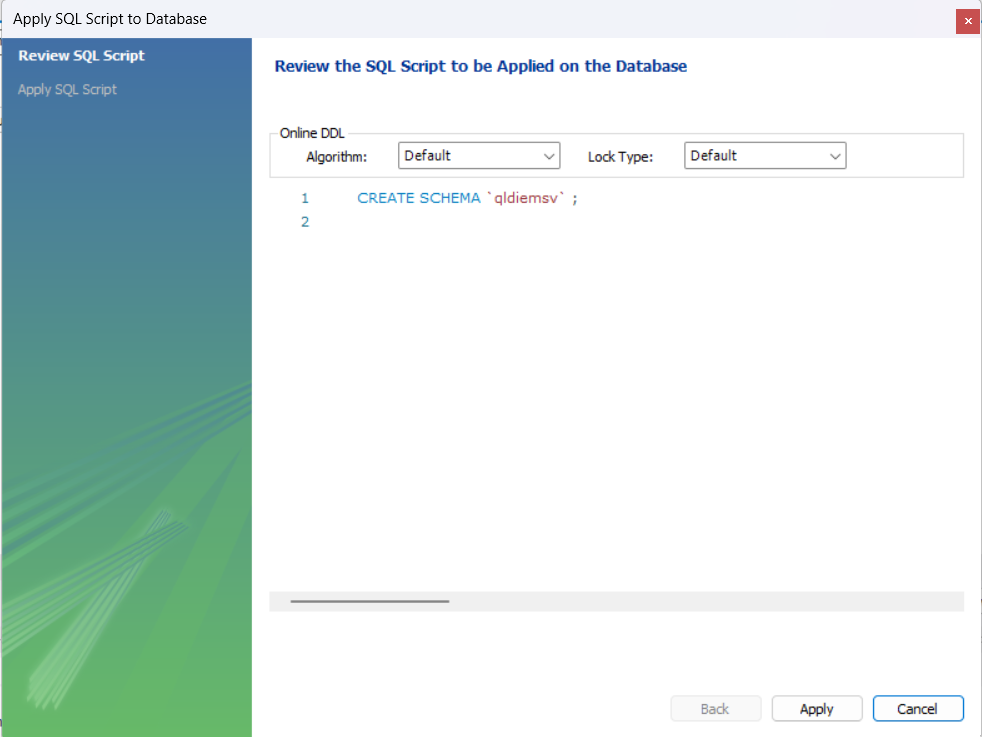 Apply SQL Script to Database
Review SQL Script
Apply SQL Script
Review the SQL Script to be Applied on the Database
Online DDL
Algorithm: Default Lock Type: Default
1 CREATE SCHEMA `qldiemsv` ;
2
Back Apply Cancel